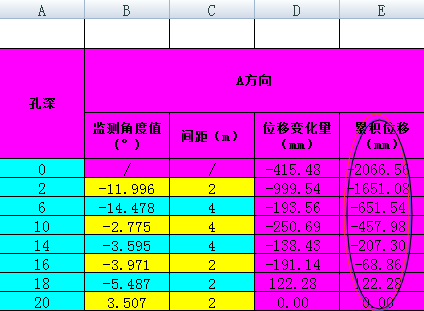 A B C D E
孔深 A方向
监测角度值 (°) 间距 (m) 位移变化量 (mm) 累积位移 (mm)
0 / / -415.48 -2066.56
2 -11.996 2 -999.54 -1651.08
6 -14.478 4 -193.56 -651.54
10 -2.775 4 -250.69 -457.98
14 -3.595 4 -138.43 -207.30
16 -3.971 2 -191.14 -68.86
18 -5.487 2 122.28 122.28
20 3.507 2 0.00 0.00